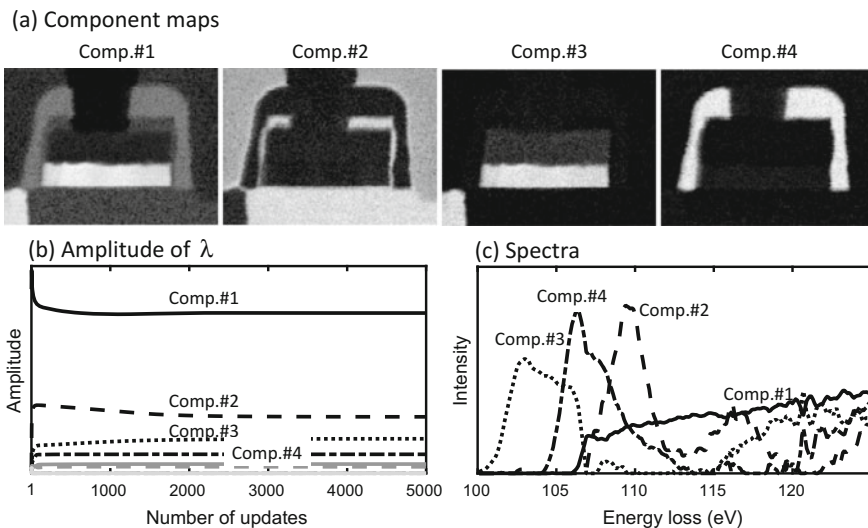 (a) Component maps
Comp.#1 Comp.#2 Comp.#3 Comp.#4
(b) Amplitude of λ
Amplitude
Comp.#1
Comp.#2
Comp.#3
Comp.#4
1 1000 2000 3000 4000 5000
Number of updates
(c) Spectra
Intensity
Comp.#4
Comp.#2
Comp.#3
Comp.#1
100 105 110 115 120
Energy loss (eV)